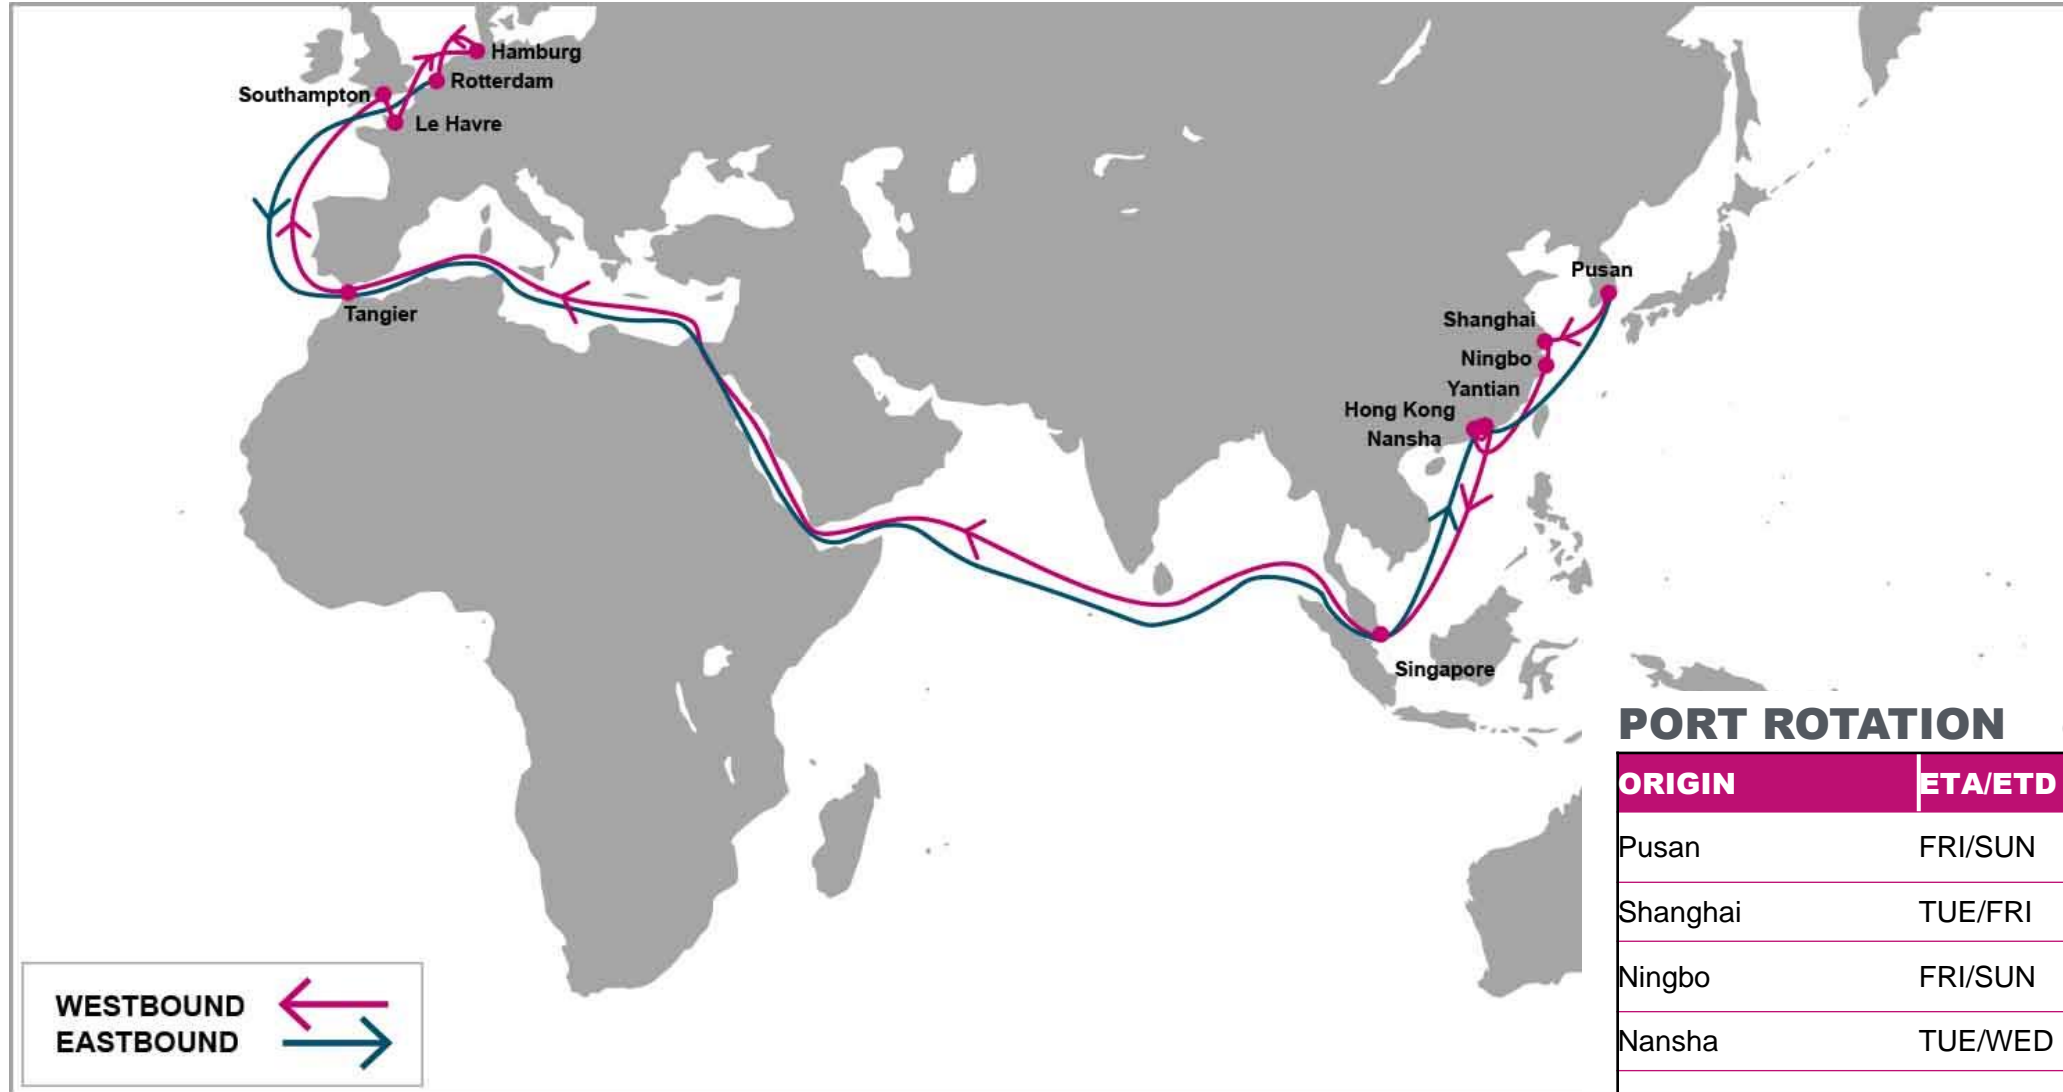 Hamburg
Rotterdam
Southampton
Le Havre
Tangier
Pusan
Shanghai
Ningbo
Yantian
Hong Kong
Nansha
Singapore
WESTBOUND
EASTBOUND
PORT ROTATION
ORIGIN ETA/ETD
Pusan FRI/SUN
Shanghai TUE/FRI
Ningbo FRI/SUN
Nansha TUE/WED